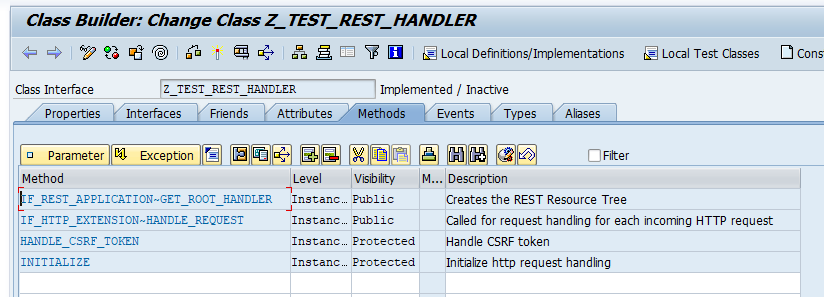 Class Builder: Change Class Z_TEST_REST_HANDLER
Local Definitions/Implementations Local Test Classes Cons
Class Interface Z_TEST_REST_HANDLER Implemented / Inactive
Properties Interfaces Friends Attributes Methods Events Types Aliases
Parameter Exception Filter
Method Level Visibility M... Description
IF_REST_APPLICATION~GET_ROOT_HANDLER Instanc... Public Creates the REST Resource Tree
IF_HTTP_EXTENSION~HANDLE_REQUEST Instanc... Public Called for request handling for each incoming HTTP request
HANDLE_CSRF_TOKEN Instanc... Protected Handle CSRF token
INITIALIZE Instanc... Protected Initialize http request handling